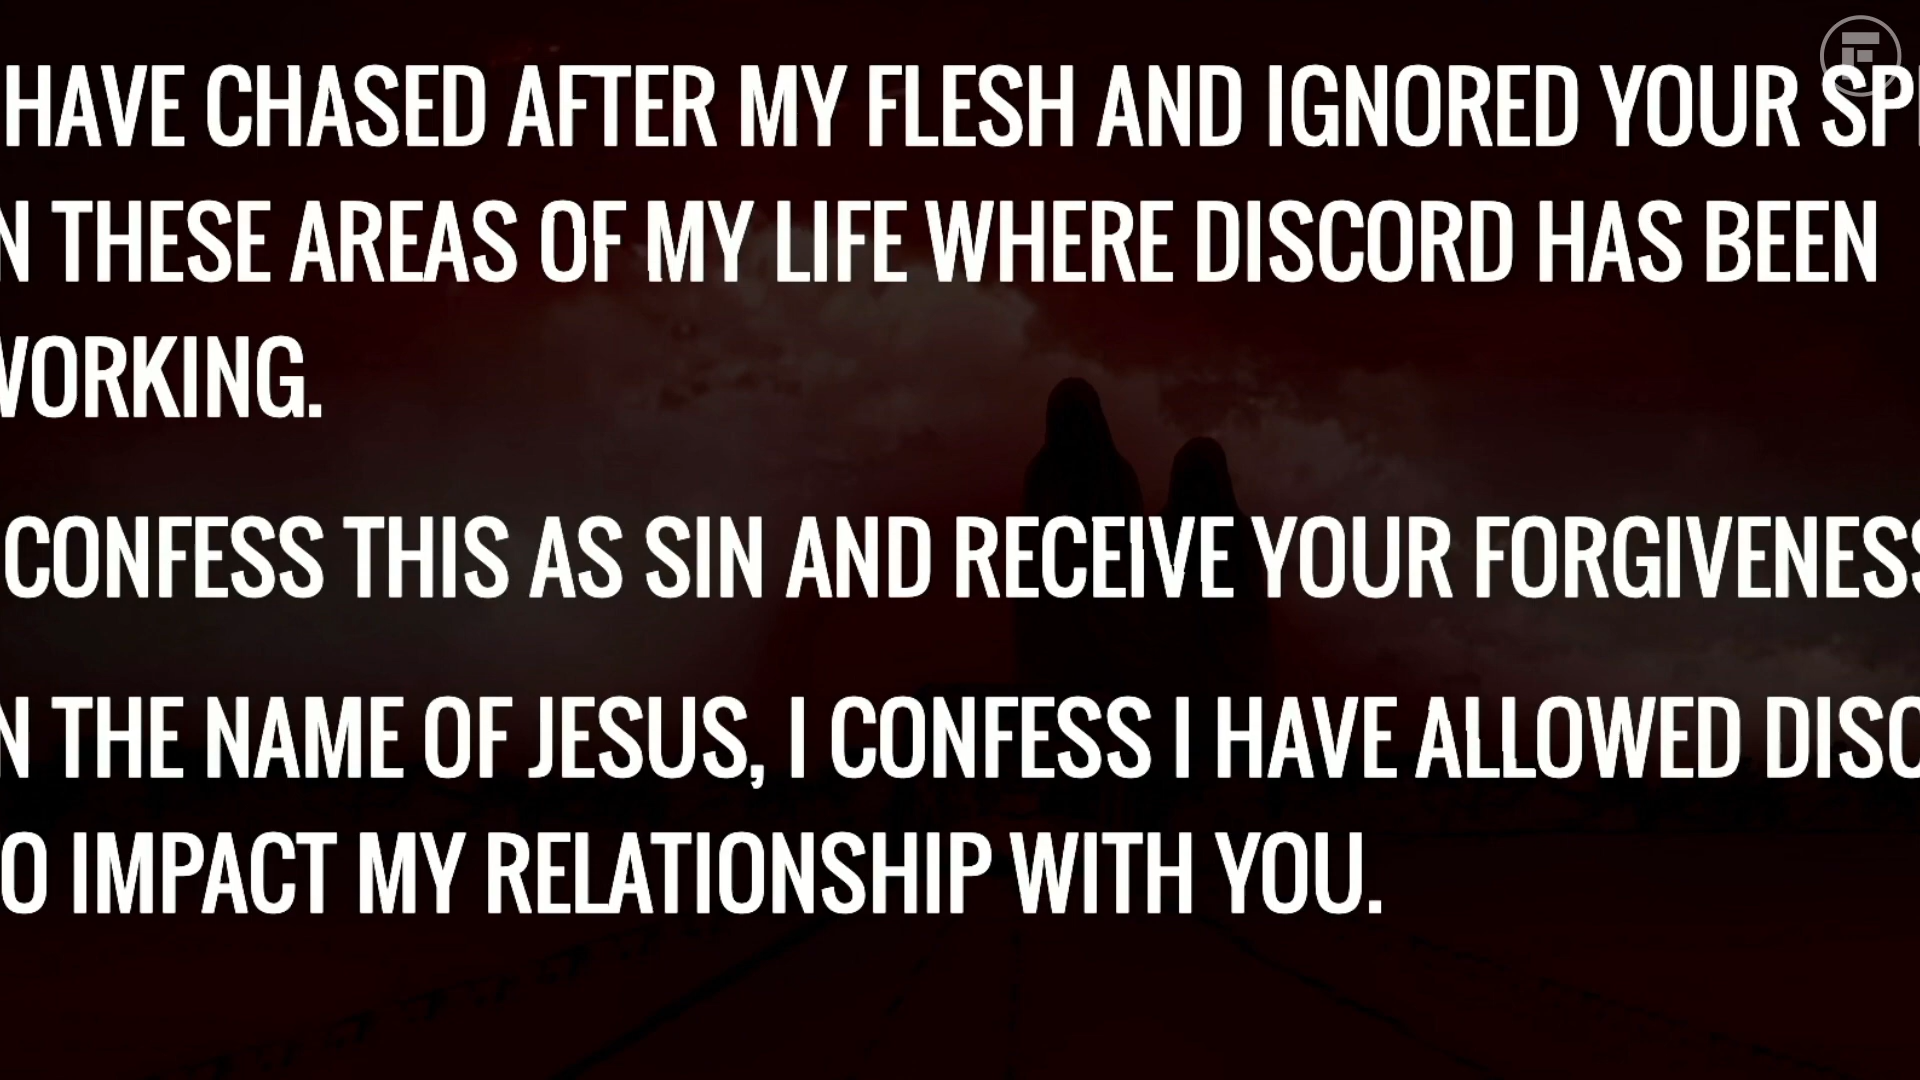 HAVE CHASED AFTER MY FLESH AND IGNORED YOUR
THESE AREAS OF MY LIFE WHERE DISCORD HAS BEEN
WORKING.
CONFESS THIS AS SIN AND RECEIVE YOUR FORGIVENESS
THE NAME OF JESUS, I CONFESS I HAVE ALLOWED
IMPACT MY RELATIONSHIP WITH YOU.